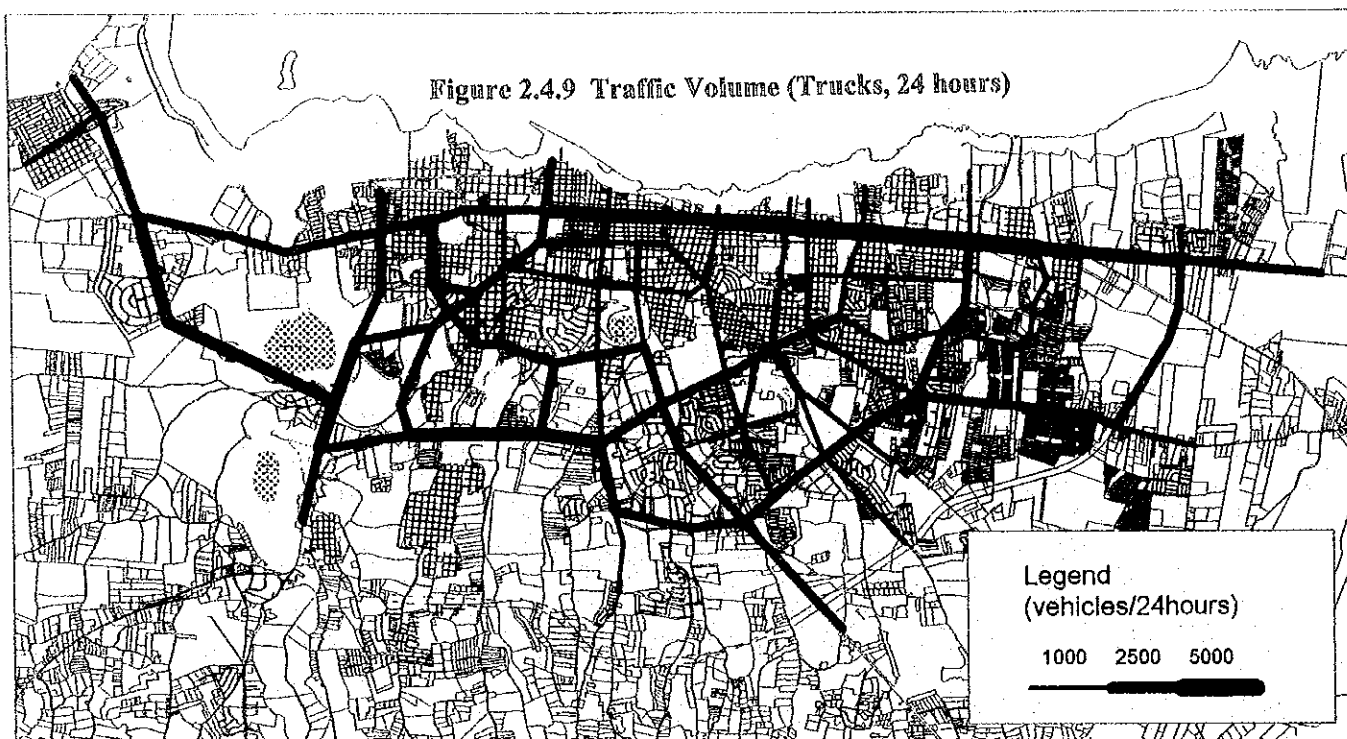 Figure 2.4.9 Traffic Volume (Trucks, 24 hours)
Legend
(vehicles/24hours)
1000 2500 5000